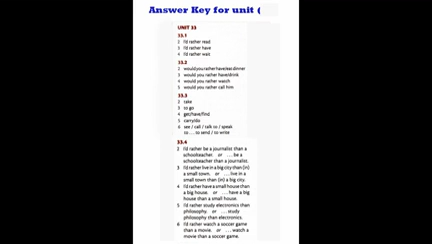 Answer Key for unit (
UNIT 33
33.1
2 I'd rather read
3 I'd rather have
4 I'd rather wait
33.2
2 would you rather have/eat dinner
3 would you rather have/drink
4 would you rather watch
5 would you rather call him
33.3
2 take
3 to go
4 get/have/find
5 carry/do
6 see / call / talk to / speak
to ... to send / to write
33.4
2 I'd rather be a journalist than a
schoolteacher. or ... be a
schoolteacher than a journalist.
3 I'd rather live in a big city than (in)
a small town. or ... live in a
small town than (in) a big city.
4 I'd rather have a small house than
a big house. or ... have a big
house than a small house.
5 I'd rather study electronics than
philosophy. or ... study
philosophy than electronics.
6 I'd rather watch a soccer game
than a movie. or ... watch a
movie than a soccer game.